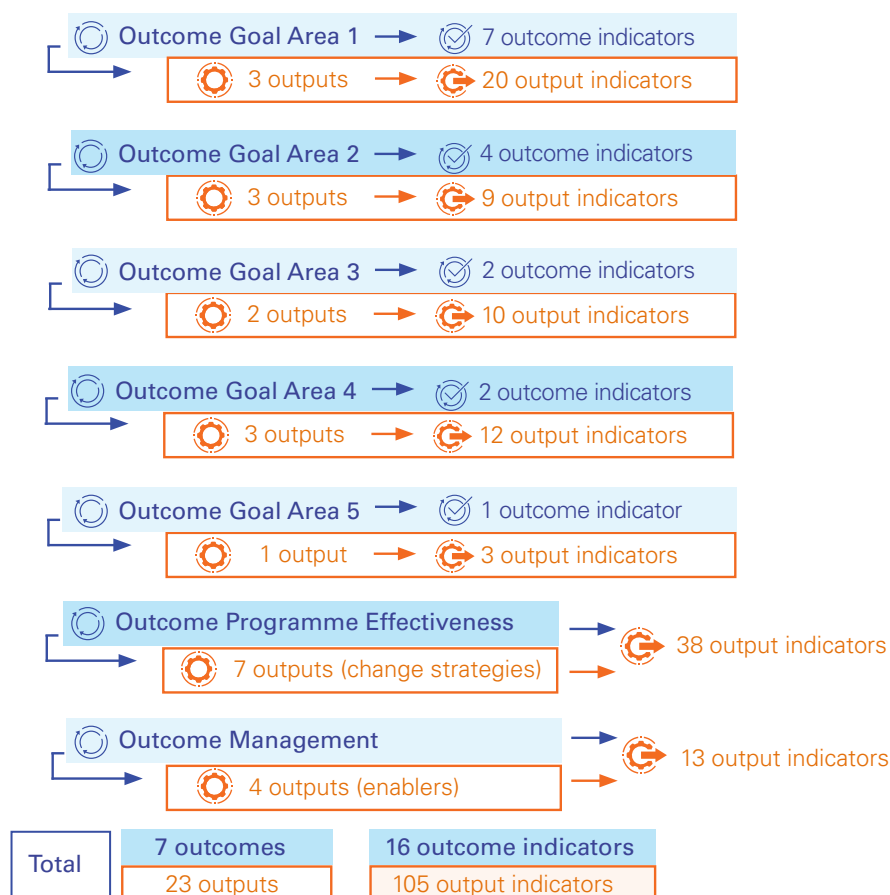 Outcome Goal Area 1
7 outcome indicators
3 outputs
20 output indicators
Outcome Goal Area 2
4 outcome indicators
3 outputs
9 output indicators
Outcome Goal Area 3
2 outcome indicators
2 outputs
10 output indicators
Outcome Goal Area 4
2 outcome indicators
3 outputs
12 output indicators
Outcome Goal Area 5
1 outcome indicator
1 output
3 output indicators
Outcome Programme Effectiveness
7 outputs (change strategies)
38 output indicators
Outcome Management
4 outputs (enablers)
13 output indicators
Total
7 outcomes
16 outcome indicators
23 outputs
105 output indicators